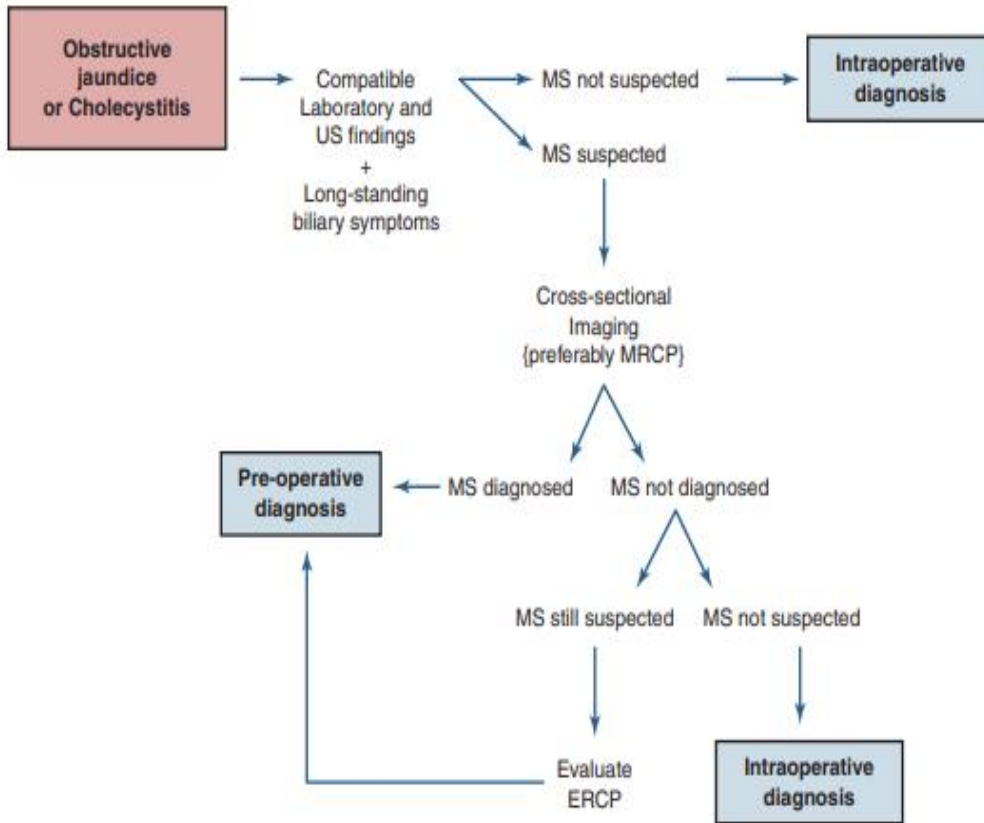 Obstructive
jaundice
or Cholecystitis
Compatible
Laboratory and
US findings
+
Long-standing
biliary symptoms
MS not suspected
Intraoperative
diagnosis
MS suspected
Cross-sectional
Imaging
{preferably MRCP}
Pre-operative
diagnosis
MS diagnosed
MS not diagnosed
MS still suspected
MS not suspected
Evaluate
ERCP
Intraoperative
diagnosis